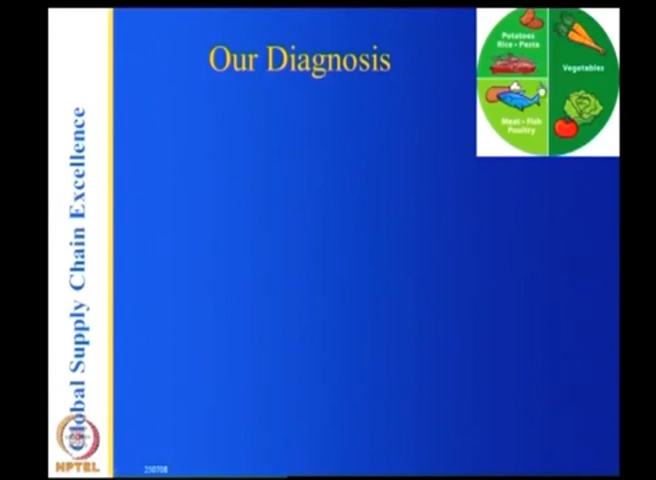 Our Diagnosis
Potatoes
Rice • Pasta
Vegetables
Meat • Fish
Poultry
Global Supply Chain Excellence
NPTEL
250708